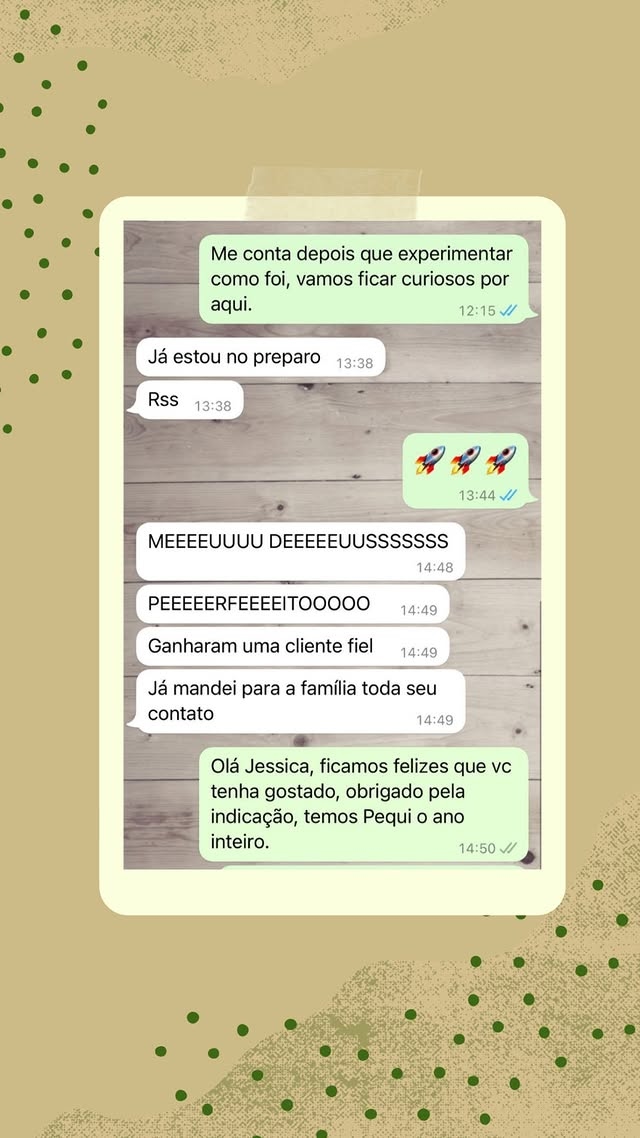 Me conta depois que experimentar
como foi, vamos ficar curiosos por
aqui.
12:15
Já estou no preparo 13:38
Rss 13:38
🚀🚀🚀
13:44
MEEEEUUUU DEEEEEUUSSSSSSS
14:48
PEEEEERFEEEEITOOOOO 14:49
Ganharam uma cliente fiel 14:49
Já mandei para a família toda seu
contato 14:49
Olá Jessica, ficamos felizes que vc
tenha gostado, obrigado pela
indicação, temos Pequi o ano
inteiro. 14:50